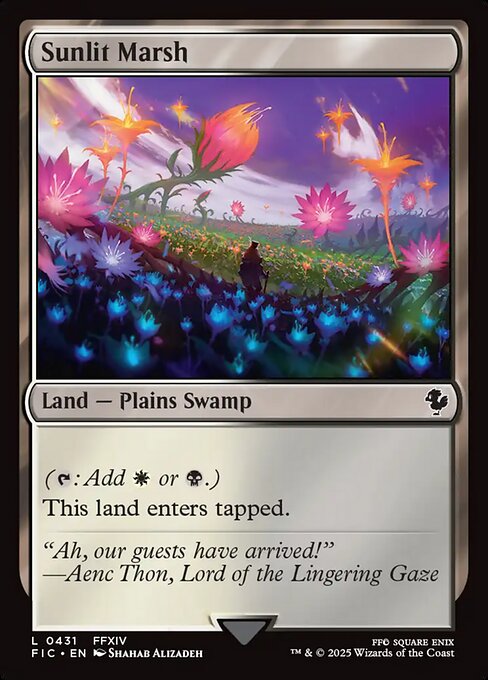 Sunlit Marsh
Land — Plains Swamp
(: Add or .)
This land enters tapped.
“Ah, our guests have arrived!”
—Aenc Thon, Lord of the Lingering Gaze
L 0431 FFXIV
FIC • EN Shahab Alizadeh
FF© SQUARE ENIX
™ & © 2025 Wizards of the Coast